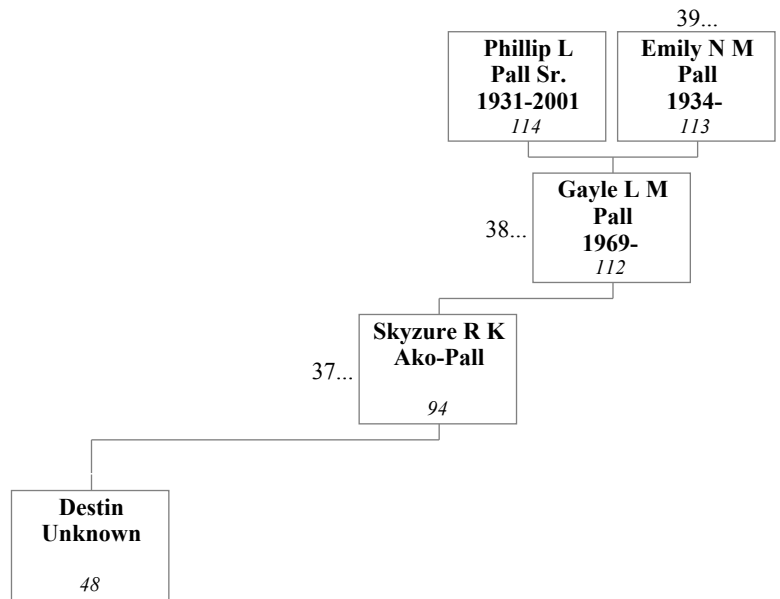 39...
Phillip L
Pall Sr.
1931-2001
114
Emily N M
Pall
1934-
113
38...
Gayle L M
Pall
1969-
112
37...
Skyzure R K
Ako-Pall
94
Destin
Unknown
48